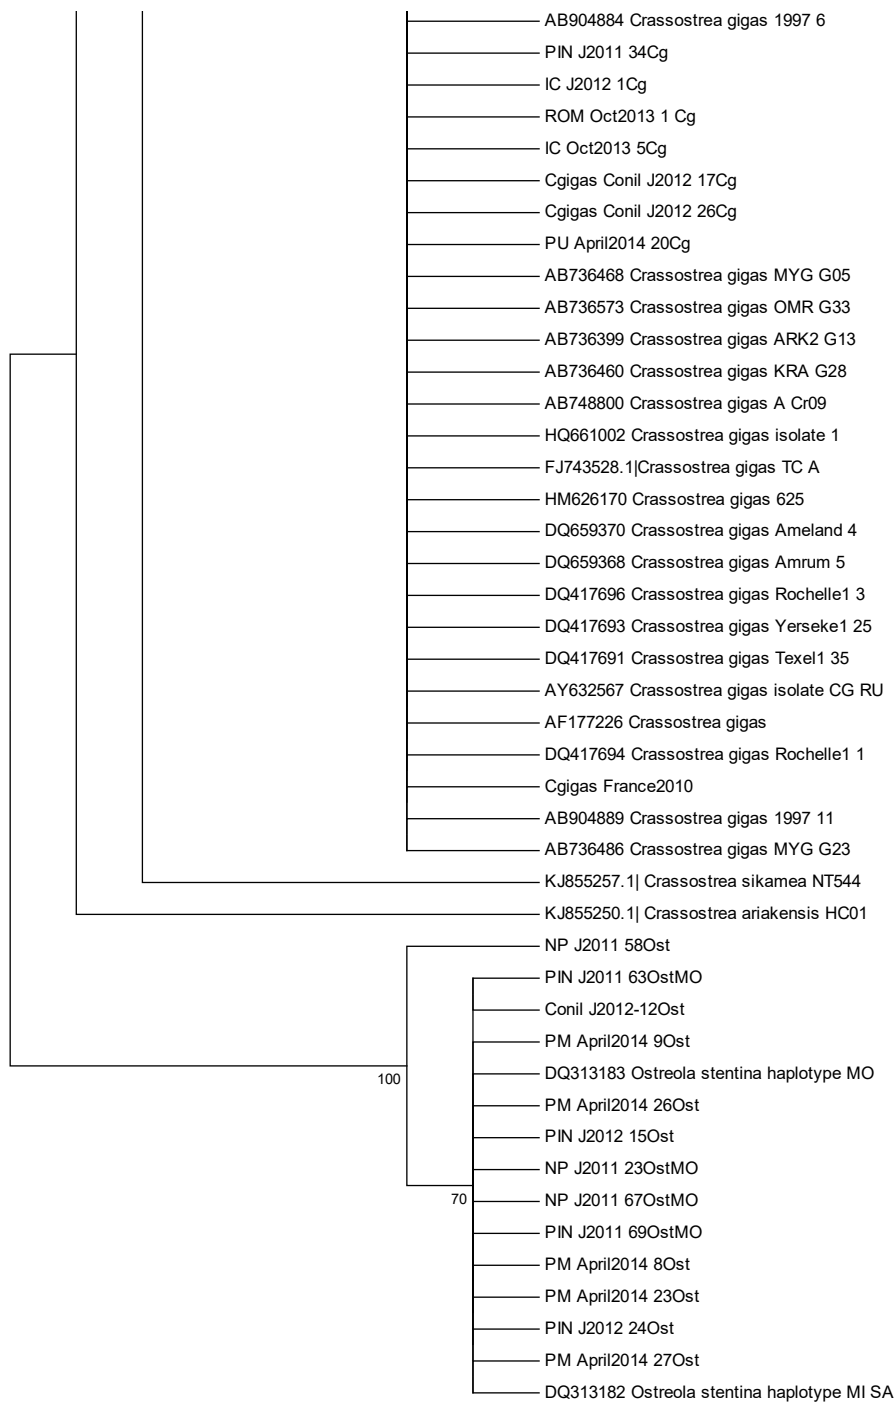 AB904884 Crassostrea gigas 1997 6
PIN J2011 34Cg
IC J2012 1Cg
ROM Oct2013 1 Cg
IC Oct2013 5Cg
Cgigas Conil J2012 17Cg
Cgigas Conil J2012 26Cg
PU April2014 20Cg
AB736468 Crassostrea gigas MYG G05
AB736573 Crassostrea gigas OMR G33
AB736399 Crassostrea gigas ARK2 G13
AB736460 Crassostrea gigas KRA G28
AB748800 Crassostrea gigas A Cr09
HQ661002 Crassostrea gigas isolate 1
FJ743528.1|Crassostrea gigas TC A
HM626170 Crassostrea gigas 625
DQ659370 Crassostrea gigas Ameland 4
DQ659368 Crassostrea gigas Amrum 5
DQ417696 Crassostrea gigas Rochelle1 3
DQ417693 Crassostrea gigas Yerseke1 25
DQ417691 Crassostrea gigas Texel1 35
AY632567 Crassostrea gigas isolate CG RU
AF177226 Crassostrea gigas
DQ417694 Crassostrea gigas Rochelle1 1
Cgigas France2010
AB904889 Crassostrea gigas 1997 11
AB736486 Crassostrea gigas MYG G23
KJ855257.1| Crassostrea sikamea NT544
KJ855250.1| Crassostrea ariakensis HC01
NP J2011 58Ost
PIN J2011 63OstMO
Conil J2012-12Ost
PM April2014 9Ost
DQ313183 Ostreola stentina haplotype MO
100
PM April2014 26Ost
PIN J2012 15Ost
NP J2011 23OstMO
NP J2011 67OstMO
70
PIN J2011 69OstMO
PM April2014 8Ost
PM April2014 23Ost
PIN J2012 24Ost
PM April2014 27Ost
DQ313182 Ostreola stentina haplotype MI SA